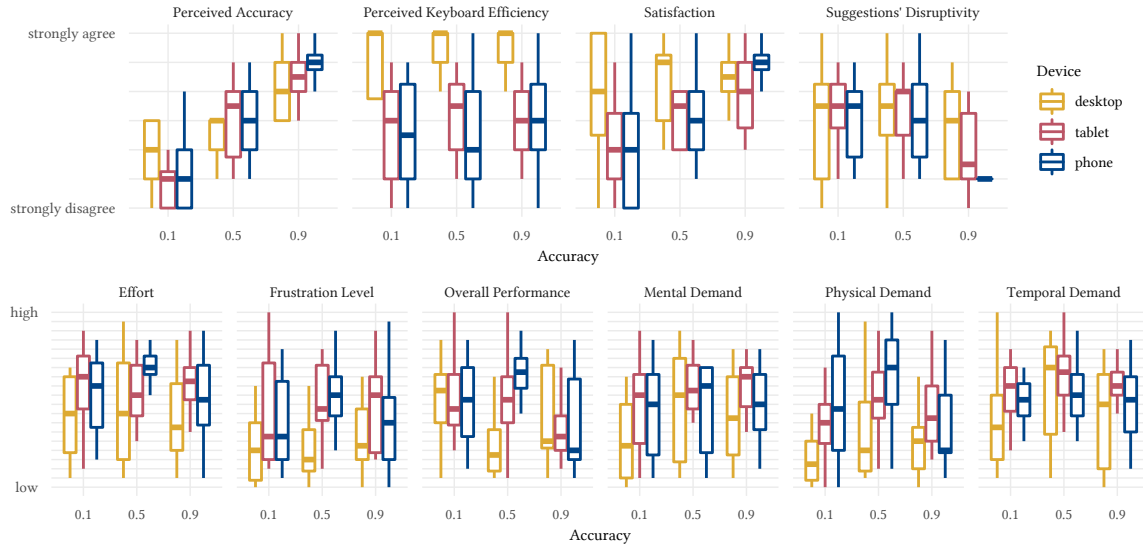 Perceived Accuracy
Perceived Keyboard Efficiency
Satisfaction
Suggestions' Disruptivity
strongly agree
strongly disagree
0.1 0.5 0.9
0.1 0.5 0.9
0.1 0.5 0.9
0.1 0.5 0.9
Accuracy
Device
desktop
tablet
phone
Effort
Frustration Level
Overall Performance
Mental Demand
Physical Demand
Temporal Demand
high
low
0.1 0.5 0.9
0.1 0.5 0.9
0.1 0.5 0.9
0.1 0.5 0.9
0.1 0.5 0.9
0.1 0.5 0.9
Accuracy